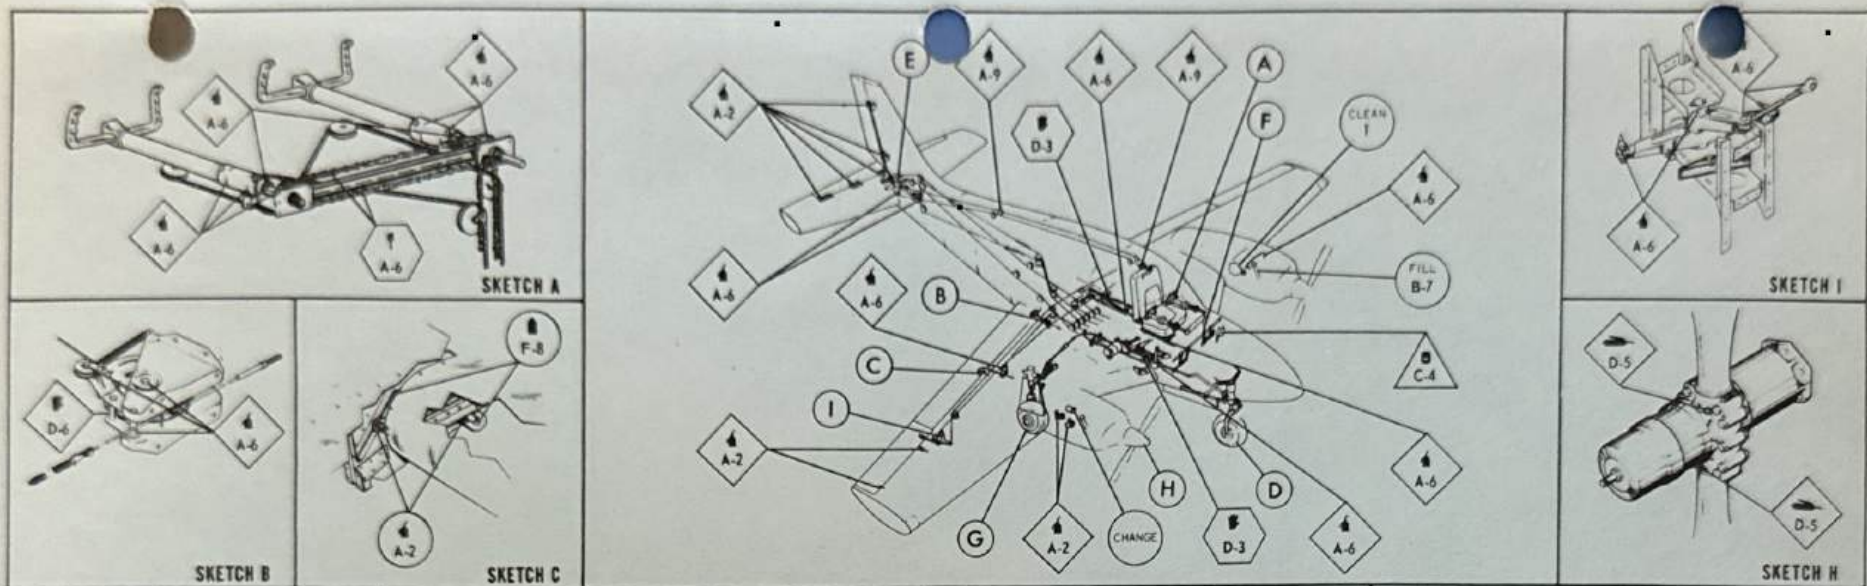 A-6
A-6
A-6
A-6
SKETCH A
D-6
A-6
SKETCH B
F-8
A-2
SKETCH C
E
A-9
A-6
A-9
A
A-2
D-3
F
CLEAN
1
A-6
A-6
A-6
B
FILL
B-7
C
C-4
I
A-2
A-6
H
D
G
A-2
CHANGE
D-3
A-6
A-6
A-6
SKETCH I
D-5
D-5
SKETCH H